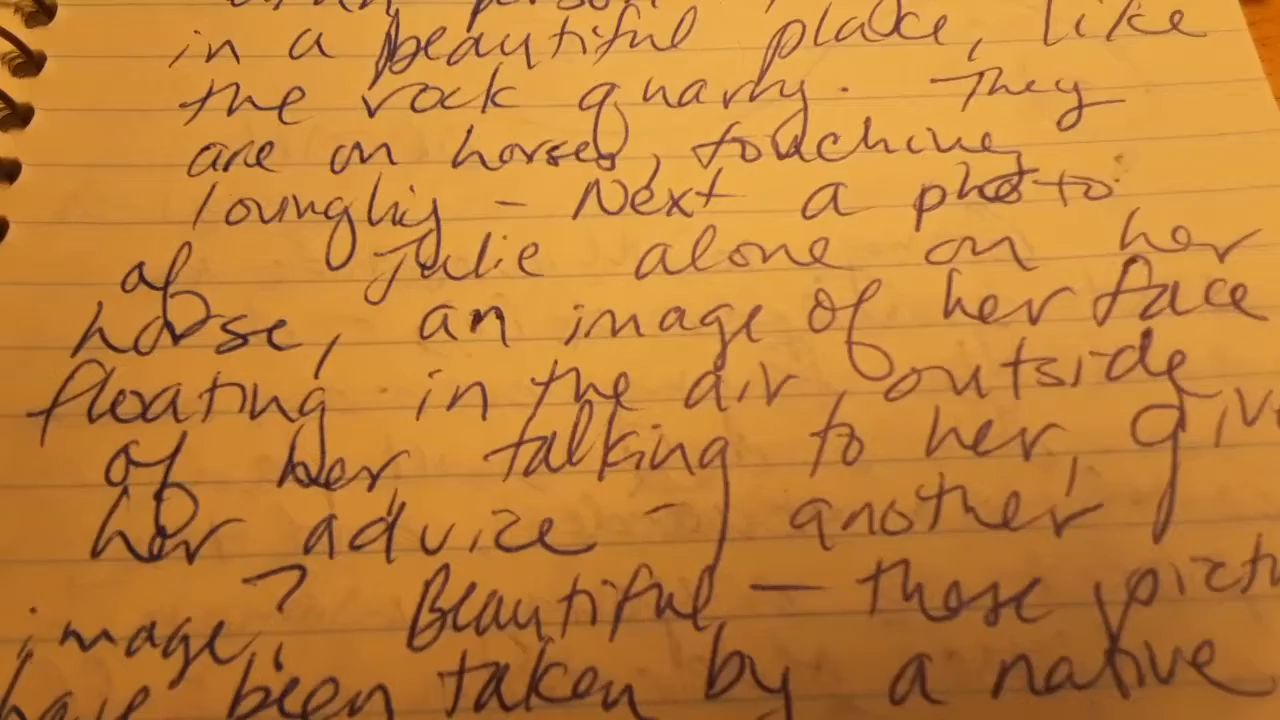 person
in a beautiful place, like
the rock quarry. They
are on horses, touching
lovingly - Next a photo
of Julie alone on her
horse, an image of her face
floating in the air, outside
of her, talking to her, giv
her advice - another
image? Beautiful — these pictu
have been taken by a native